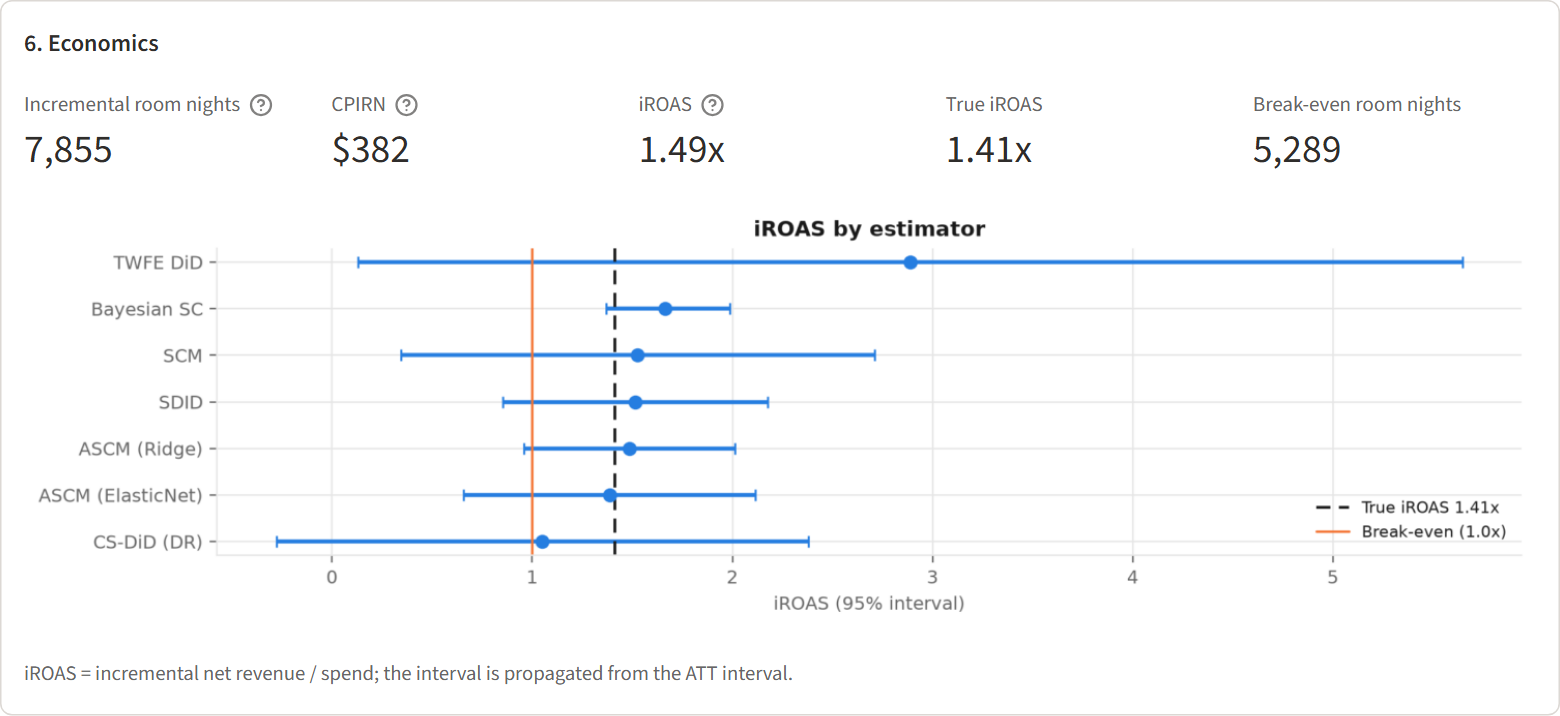 6. Economics
Incremental room nights ?
CPIRN ?
iROAS ?
True iROAS
Break-even room nights
7,855
$382
1.49x
1.41x
5,289
iROAS by estimator
TWFE DiD
Bayesian SC
SCM
SDID
ASCM (Ridge)
ASCM (ElasticNet)
CS-DiD (DR)
True iROAS 1.41x
Break-even (1.0x)
0 1 2 3 4 5
iROAS (95% interval)
iROAS = incremental net revenue / spend; the interval is propagated from the ATT interval.